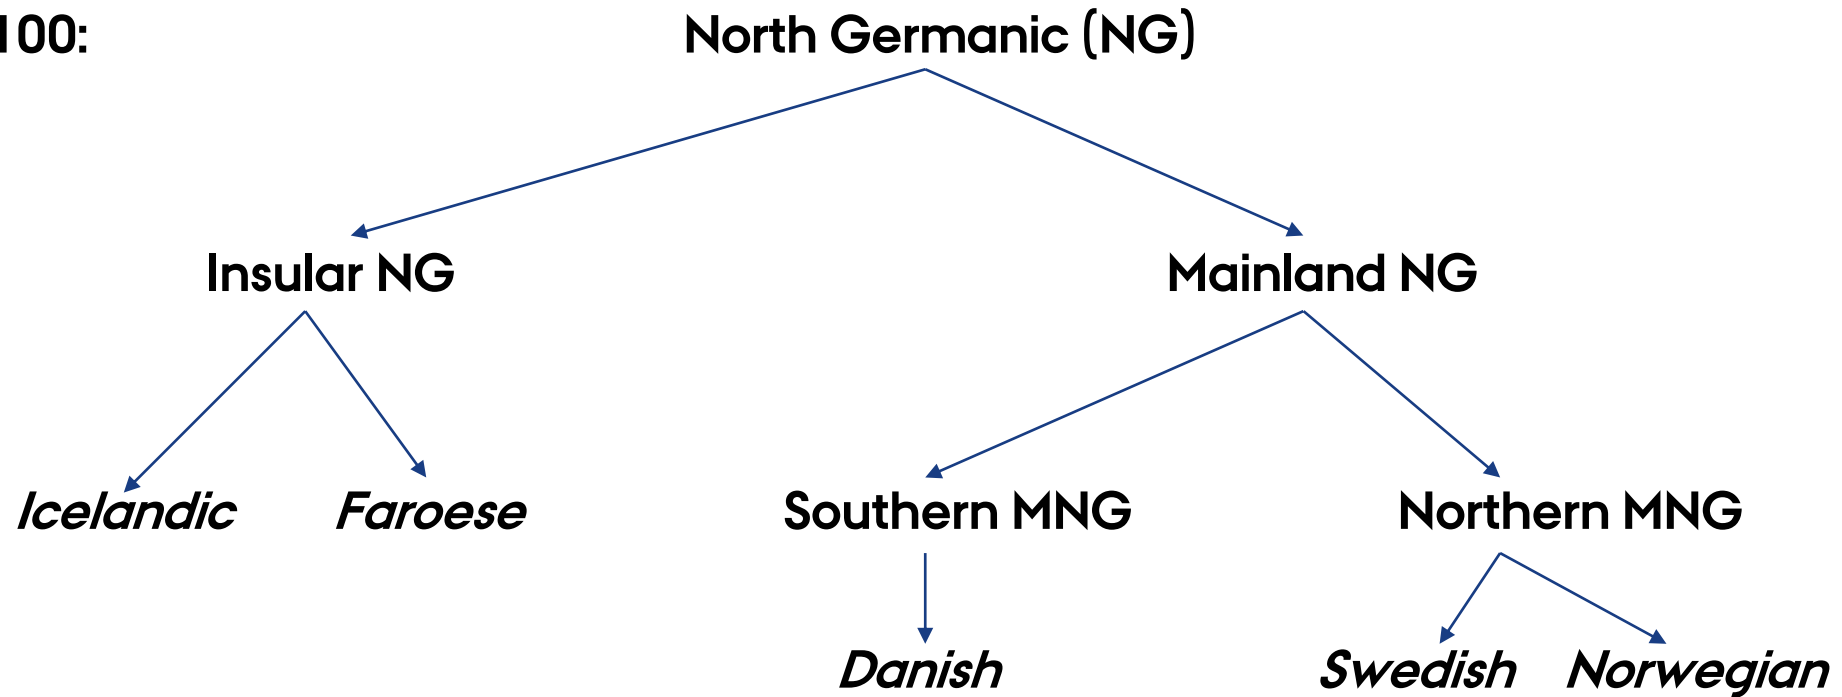 100: North Germanic (NG)
Insular NG Mainland NG
Icelandic Faroese Southern MNG Northern MNG
Danish Swedish Norwegian